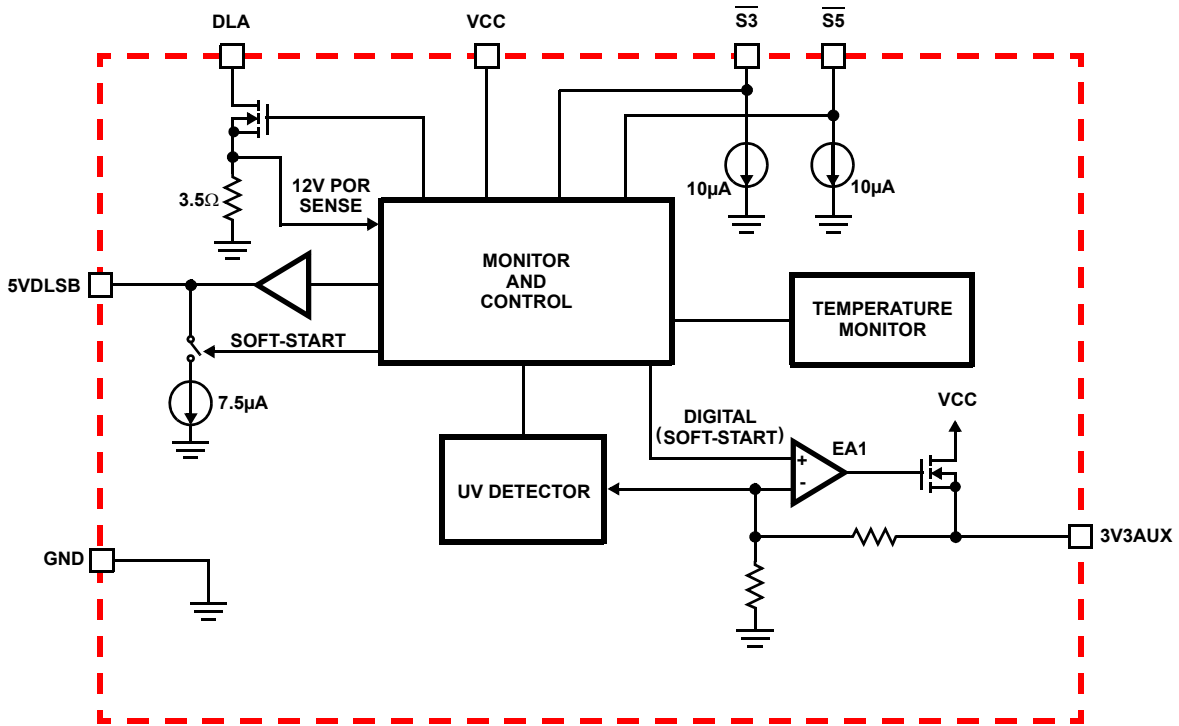 DLA
VCC
S3
S5
12V POR
SENSE
3.5Ω
10µA
10µA
MONITOR
AND
CONTROL
5VDLSB
TEMPERATURE
MONITOR
SOFT-START
7.5µA
VCC
DIGITAL
(SOFT-START)
EA1
+
-
UV DETECTOR
3V3AUX
GND